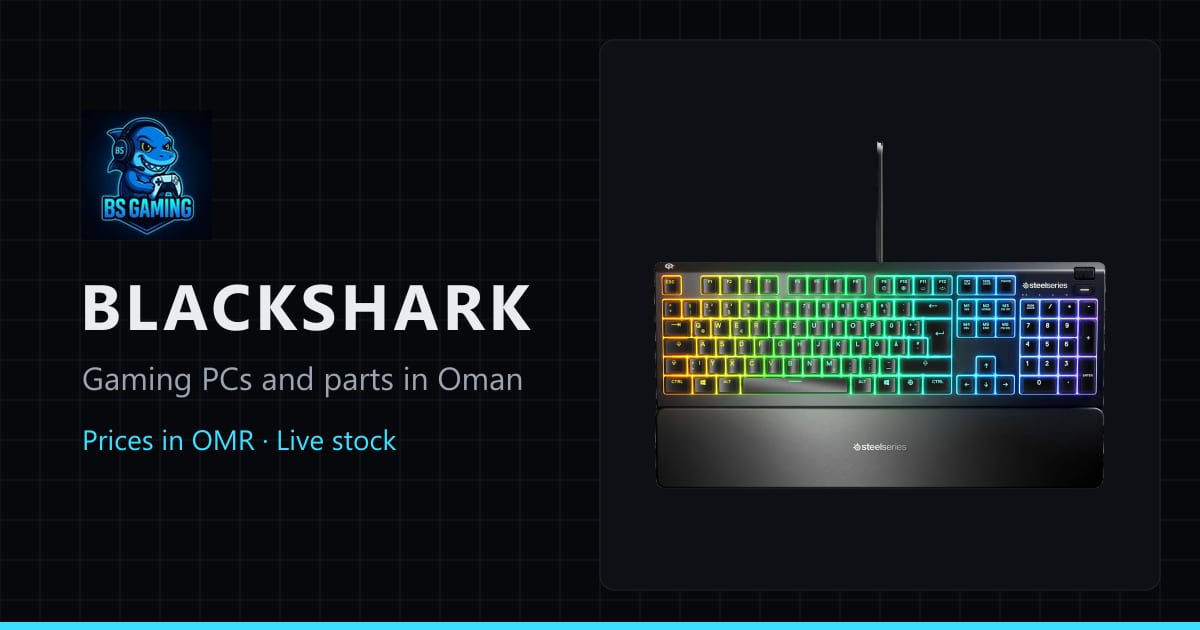 BS
BS GAMING
BLACKSHARK
Gaming PCs and parts in Oman
Prices in OMR · Live stock
steelseries
steelseries